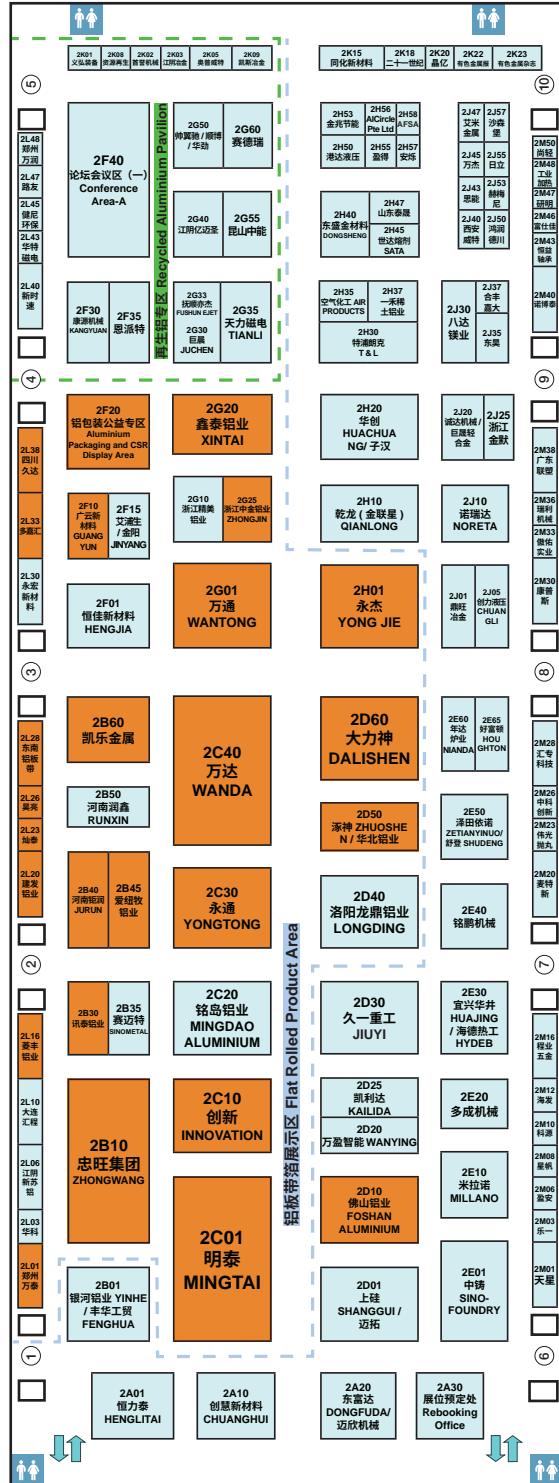 2K01
义弘装备
2K08
资源再生
2K02
首誉机械
2K03
江阴冶金
2K05
奥普威特
2K09
凯斯冶金
2K15
同化新材料
2K18
二十一世纪
2K20
晶亿
2K22
有色金属报
2K23
有色金属杂志
5
10
2L48
郑州
万润
2L47
路友
2L45
健尼
环保
2L43
华特
磁电
2L40
新时速
2F40
论坛会议区（一）
Conference
Area-A
2G50
帅冀驰 / 顺博
/ 华劲
2G60
赛德瑞
2G40
江阴亿迈圣
2G55
昆山中能
2F30
康源机械
KANGYUAN
2F35
恩派特
2G33
抚顺亦杰
FUSHUN EJET
2G30
巨晨
JUCHEN
2G35
天力磁电
TIANLI
再生铝专区 Recycled Aluminium Pavilion
2H53
金兆节能
2H56
AlCircle
Pte Ltd
2H58
AFSA
2H50
港达液压
2H55
盈得
2H57
安烁
2H40
东盛金材料
DONGSHENG
2H47
山东泰晟
2H45
世达熔剂
SATA
2H35
空气化工 AIR
PRODUCTS
2H37
一禾稀
土铝业
2H30
特浦朗克
T & L
2J47
艾米
金属
2J57
沙森
堡
2J45
万杰
2J55
日立
2J43
思能
2J53
赫梅
尼
2J40
西安
威特
2J50
鸿润
德川
2J30
八达
镁业
2J37
合丰
嘉大
2J35
东昊
2M50
尚轻
2M48
工业
加热
2M47
研明
2M46
富仕佳
2M43
恒益
轴承
2M40
诺博泰
4
9
2L38
四川
久达
2L33
多嘉汇
2L30
永宏
新材
料
2F20
铝包装公益专区
Aluminium
Packaging and CSR
Display Area
2G20
鑫泰铝业
XINTAI
2F10
广云新
材料
GUANG
YUN
2F15
艾浦生
/ 金阳
JINYANG
2G10
浙江精美
铝业
2G25
浙江中金铝业
ZHONGJIN
2F01
恒佳新材料
HENGJIA
2G01
万通
WANTONG
2H20
华创
HUACHUA
NG/ 子汉
2H10
乾龙 ( 金联星 )
QIANLONG
2H01
永杰
YONG JIE
2J20
诚达机械 /
巨晟轻
合金
2J25
浙江
金默
2J10
诺瑞达
NORETA
2J01
鼎旺
冶金
2J05
创力液压
CHUAN
GLI
2M38
广东
联塑
2M36
瑞利
机械
2M33
傲佑
实业
2M30
康普
斯
3
8
2L28
东南
铝板
带
2L26
昊亮
2L23
灿泰
2L20
建发
铝业
2B60
凯乐金属
2B50
河南润鑫
RUNXIN
2B40
河南钜润
JURUN
2B45
爱纽牧
铝业
2C40
万达
WANDA
2C30
永通
YONGTONG
2D60
大力神
DALISHEN
2D50
涿神 ZHUOSHE
N / 华北铝业
2D40
洛阳龙鼎铝业
LONGDING
2E60
年达
炉业
NIANDA
2E65
好富顿
HOU
GHTON
2E50
泽田依诺
ZETIANYINUO/
舒登 SHUDENG
2E40
铭鹏机械
2M28
汇专
科技
2M26
中科
创新
2M23
伟光
抛丸
2M20
麦特
新
2
7
铝板带箔展示区 Flat Rolled Product Area
2L16
菱丰
铝业
2L10
大连
汇程
2L06
江阴
新苏
铝
2L03
华科
2L01
郑州
万泰
2B30
讯泰铝业
2B35
赛迈特
SINOMETAL
2C20
铭岛铝业
MINGDAO
ALUMINIUM
2B10
忠旺集团
ZHONGWANG
2C10
创新
INNOVATION
2C01
明泰
MINGTAI
2B01
银河铝业 YINHE
/ 丰华工贸
FENGHUA
2D30
久一重工
JIUYI
2D25
凯利达
KAILIDA
2D20
万盈智能 WANYING
2D10
佛山铝业
FOSHAN
ALUMINIUM
2D01
上硅
SHANGGUI /
迈拓
2E30
宜兴华井
HUAJING
/ 海德热工
HYDEB
2E20
多成机械
2E10
米拉诺
MILLANO
2E01
中铸
SINO-
FOUNDRY
2M16
程业
五金
2M12
海发
2M10
科源
2M08
星帆
2M06
盈安
2M03
乐一
2M01
天星
1
6
2A01
恒力泰
HENGLITAI
2A10
创慧新材料
CHUANGHUI
2A20
东富达
DONGFUDA/
迈欣机械
2A30
展位预定处
Rebooking
Office